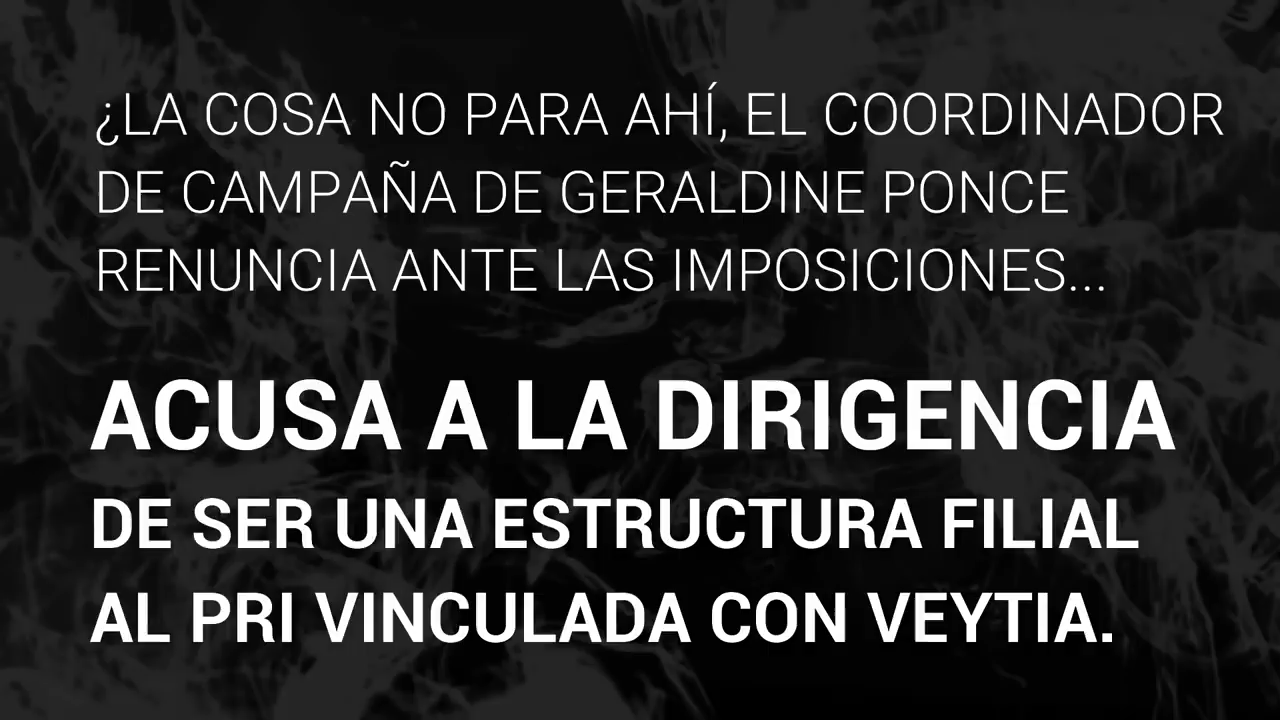 ¿LA COSA NO PARA AHÍ, EL COORDINADOR
DE CAMPAÑA DE GERALDINE PONCE
RENUNCIA ANTE LAS IMPOSICIONES...
ACUSA A LA DIRIGENCIA
DE SER UNA ESTRUCTURA FILIAL
AL PRI VINCULADA CON VEYTIA.